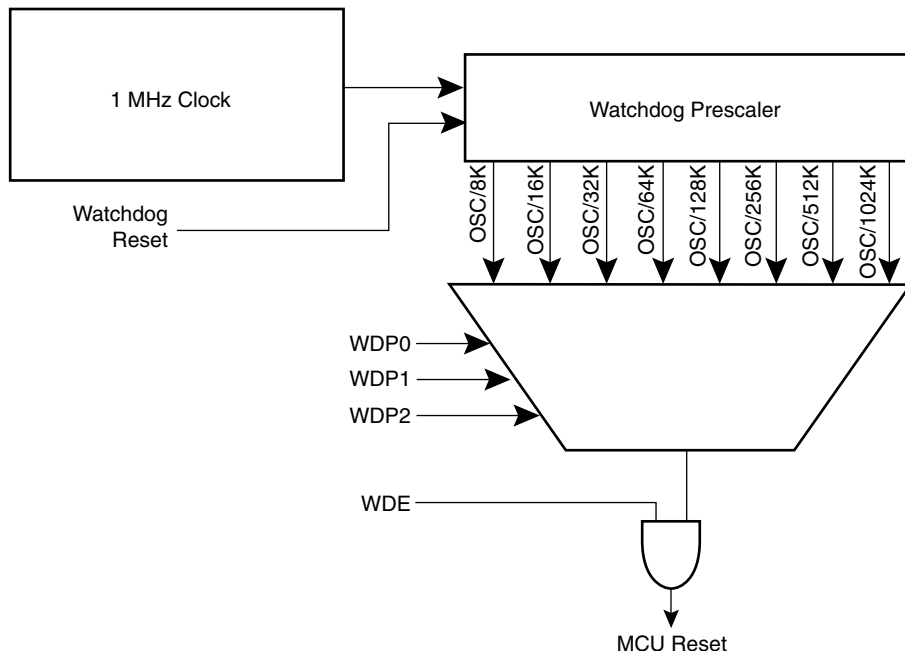 1 MHz Clock
Watchdog Prescaler
Watchdog
Reset
OSC/8K
OSC/16K
OSC/32K
OSC/64K
OSC/128K
OSC/256K
OSC/512K
OSC/1024K
WDP0
WDP1
WDP2
WDE
MCU Reset